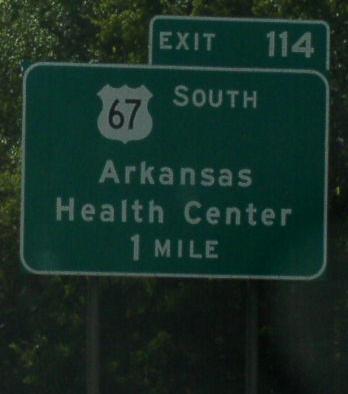 EXIT 114
67 SOUTH
Arkansas
Health Center
1 MILE